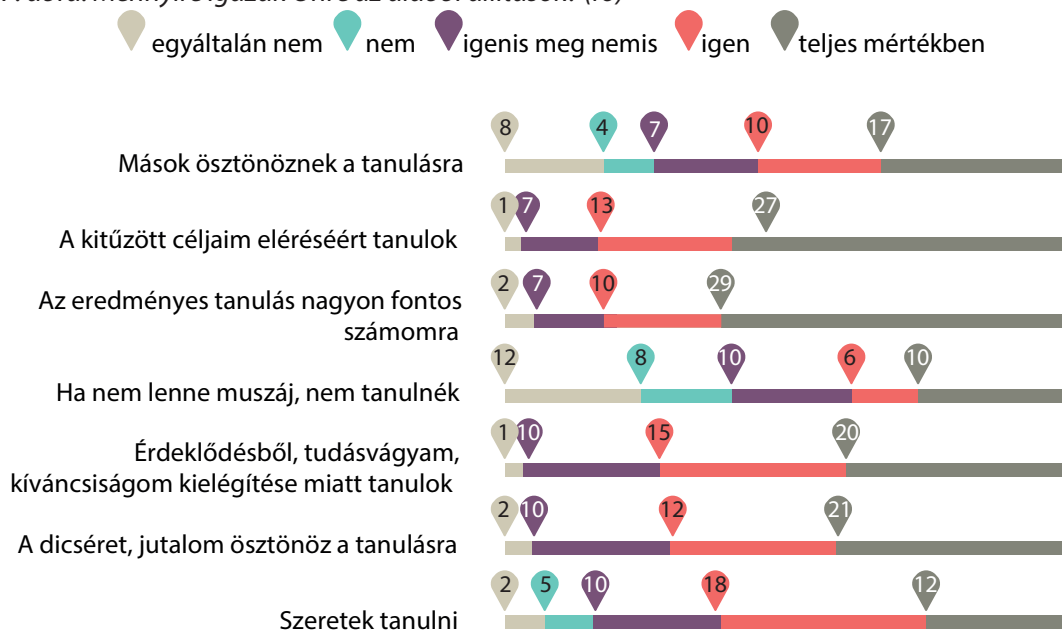 egyáltalán nem nem igenis meg nemis igen teljes mértékben
8 4 7 10 17
Mások ösztönöznek a tanulásra
1 7 13 27
A kitűzött céljaim eléréséért tanulok
2 7 10 29
Az eredményes tanulás nagyon fontos
számomra
12 8 10 6 10
Ha nem lenne muszáj, nem tanulnék
1 10 15 20
Érdeklődésből, tudásvágyam,
kíváncsiságom kielégítése miatt tanulok
2 10 12 21
A dicséret, jutalom ösztönöz a tanulásra
2 5 10 18 12
Szeretek tanulni